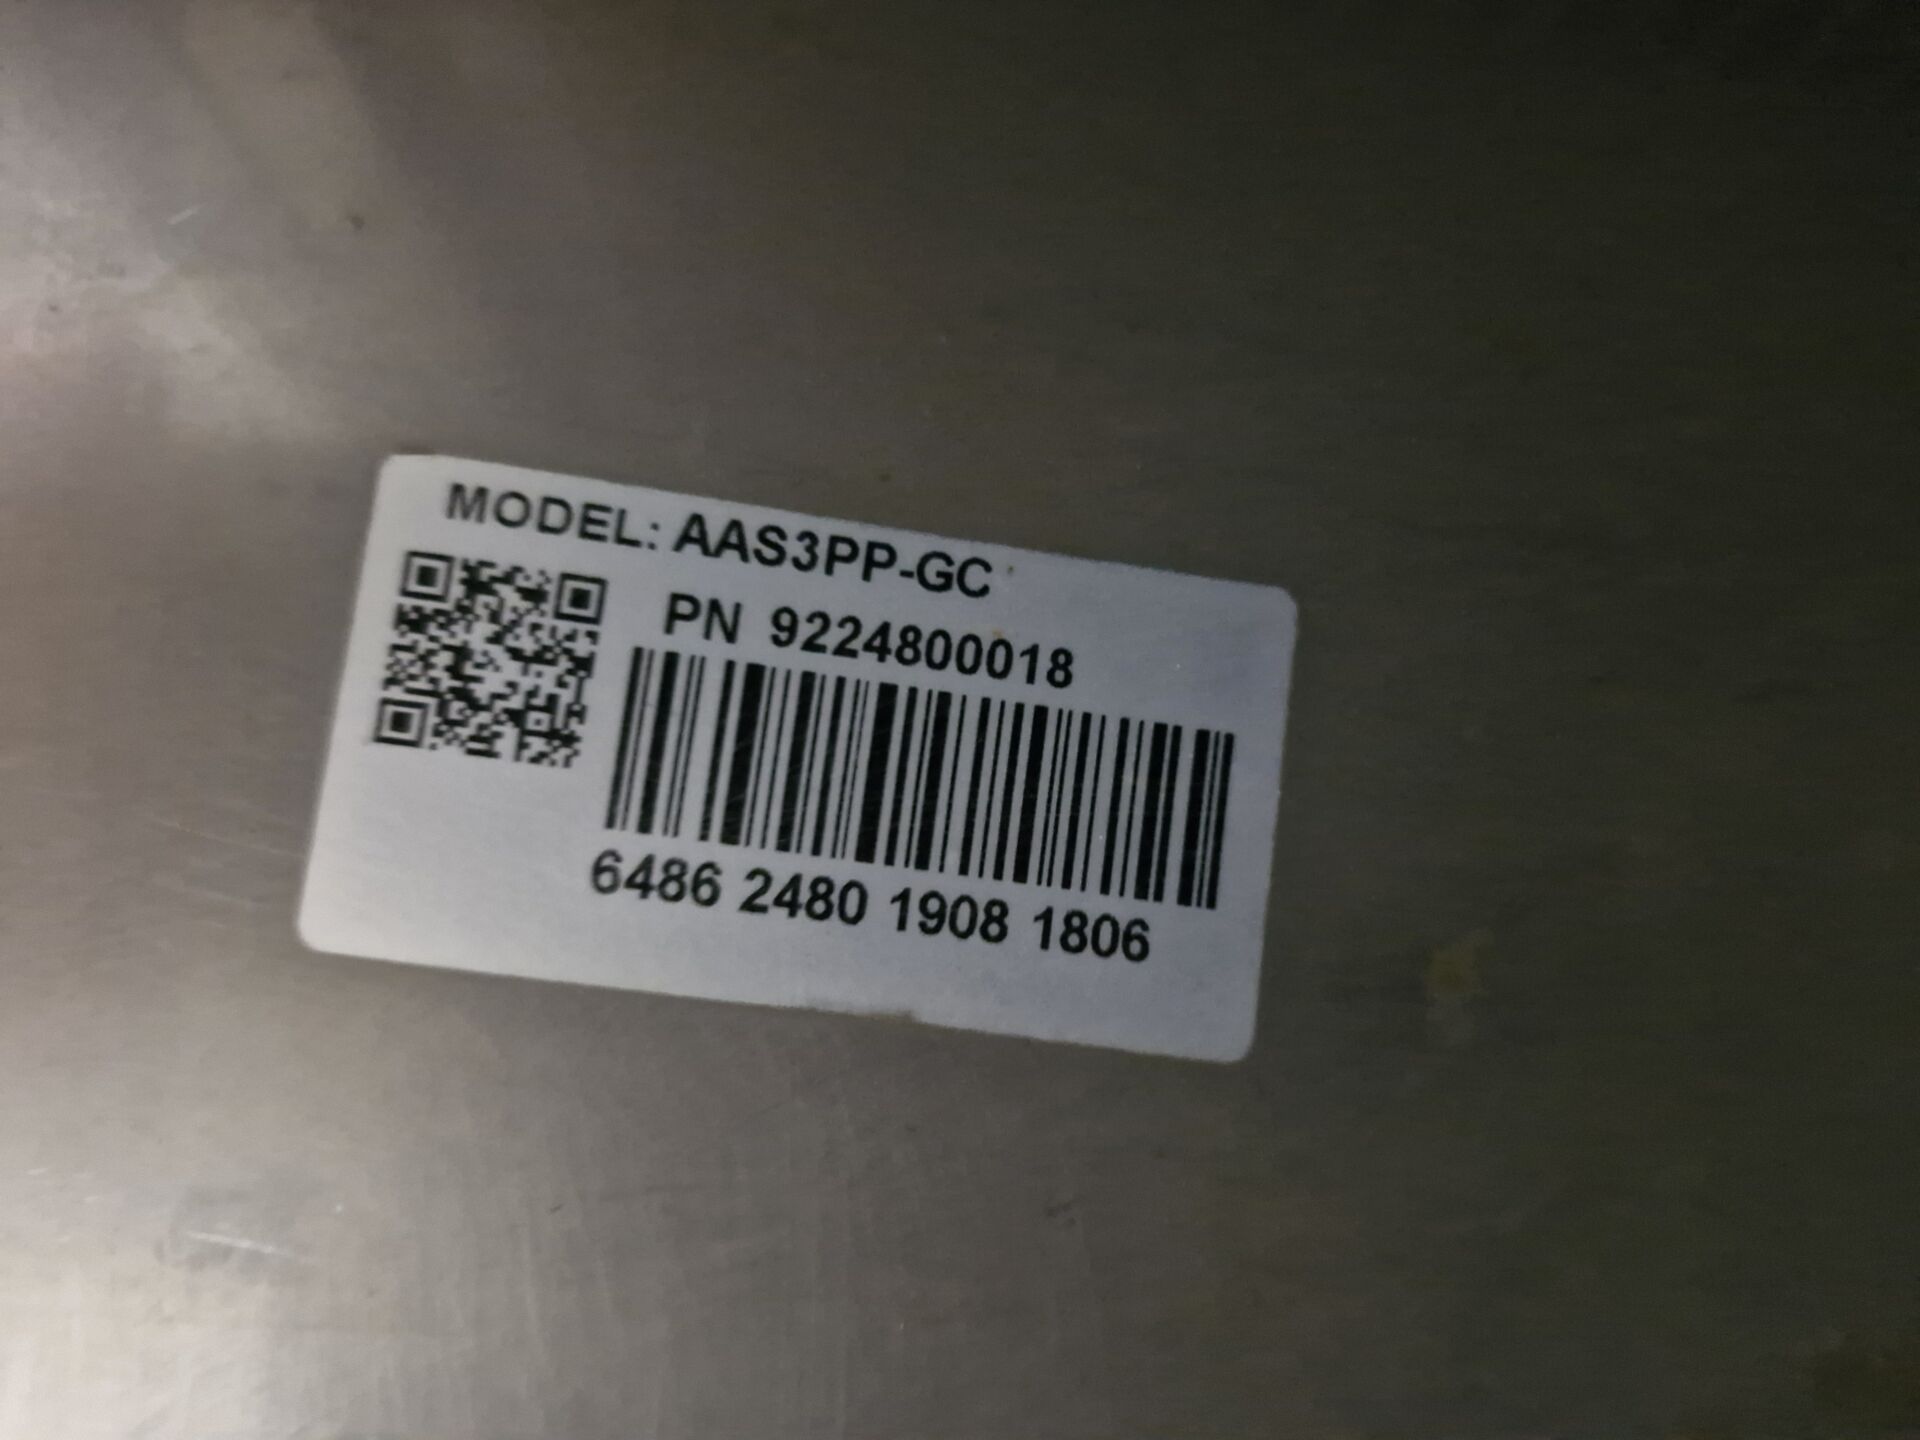 MODEL: AAS3PP-GC
PN 9224800018
6486 2480 1908 1806